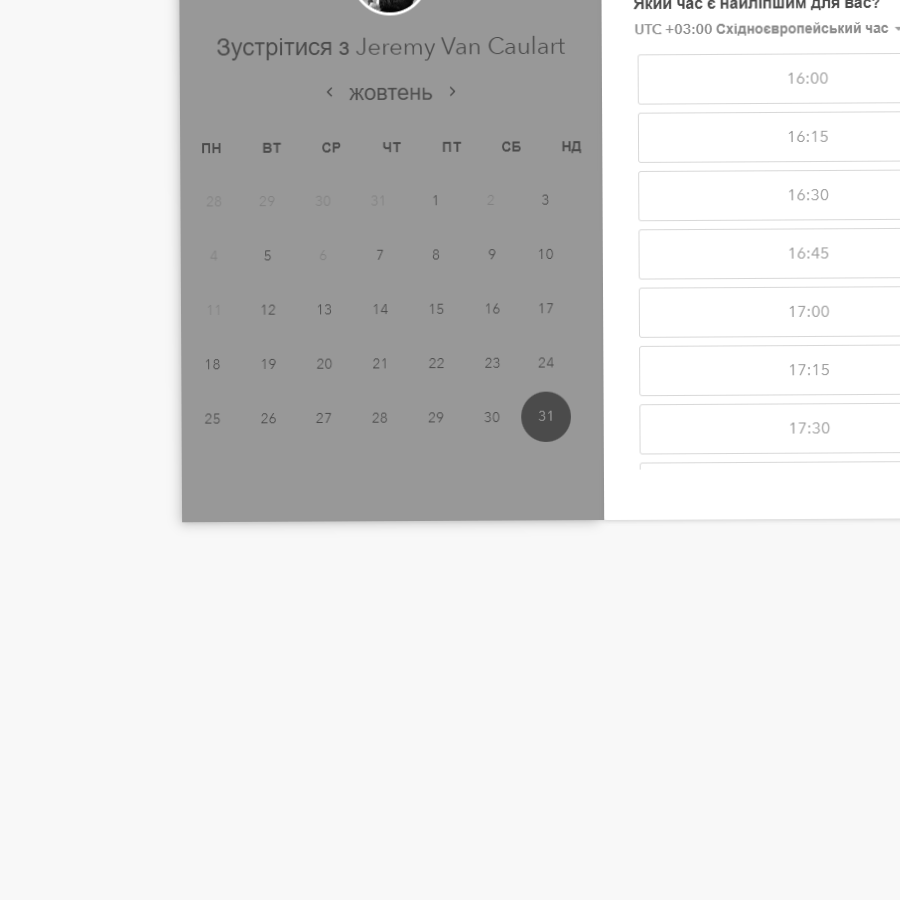 Зустрітися з Jeremy Van Caulart
‹ жовтень ›
ПН ВТ СР ЧТ ПТ СБ НД
28 29 30 31 1 2 3
4 5 6 7 8 9 10
11 12 13 14 15 16 17
18 19 20 21 22 23 24
25 26 27 28 29 30 31
Який час є найліпшим для вас?
UTC +03:00 Східноєвропейський час
16:00
16:15
16:30
16:45
17:00
17:15
17:30